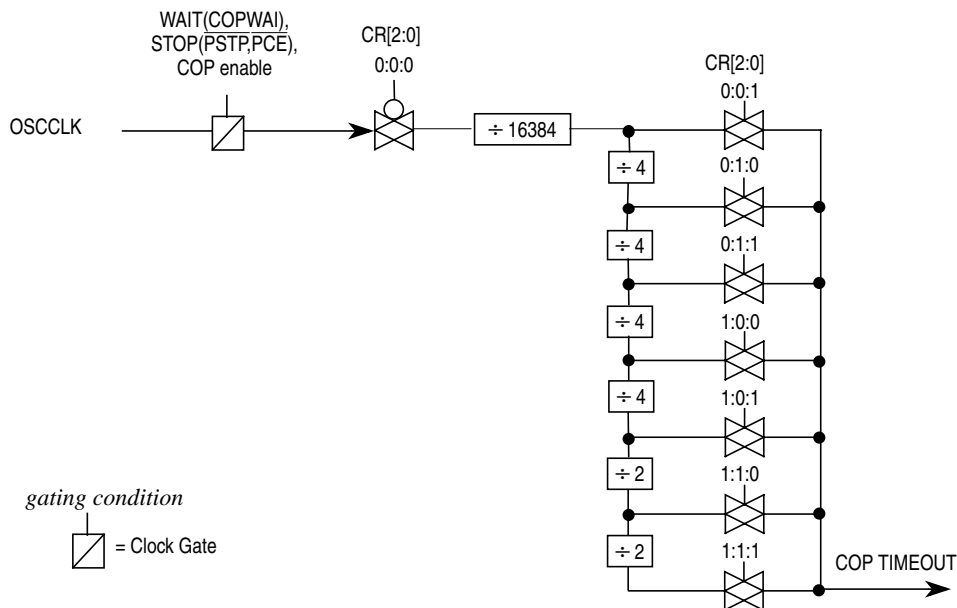 WAIT(COPWAI),
STOP(PSTP,PCE),
COP enable
CR[2:0]
0:0:0
CR[2:0]
0:0:1
OSCCLK
÷ 16384
÷ 4
0:1:0
÷ 4
0:1:1
÷ 4
1:0:0
÷ 4
1:0:1
÷ 2
1:1:0
÷ 2
1:1:1
gating condition
= Clock Gate
COP TIMEOUT